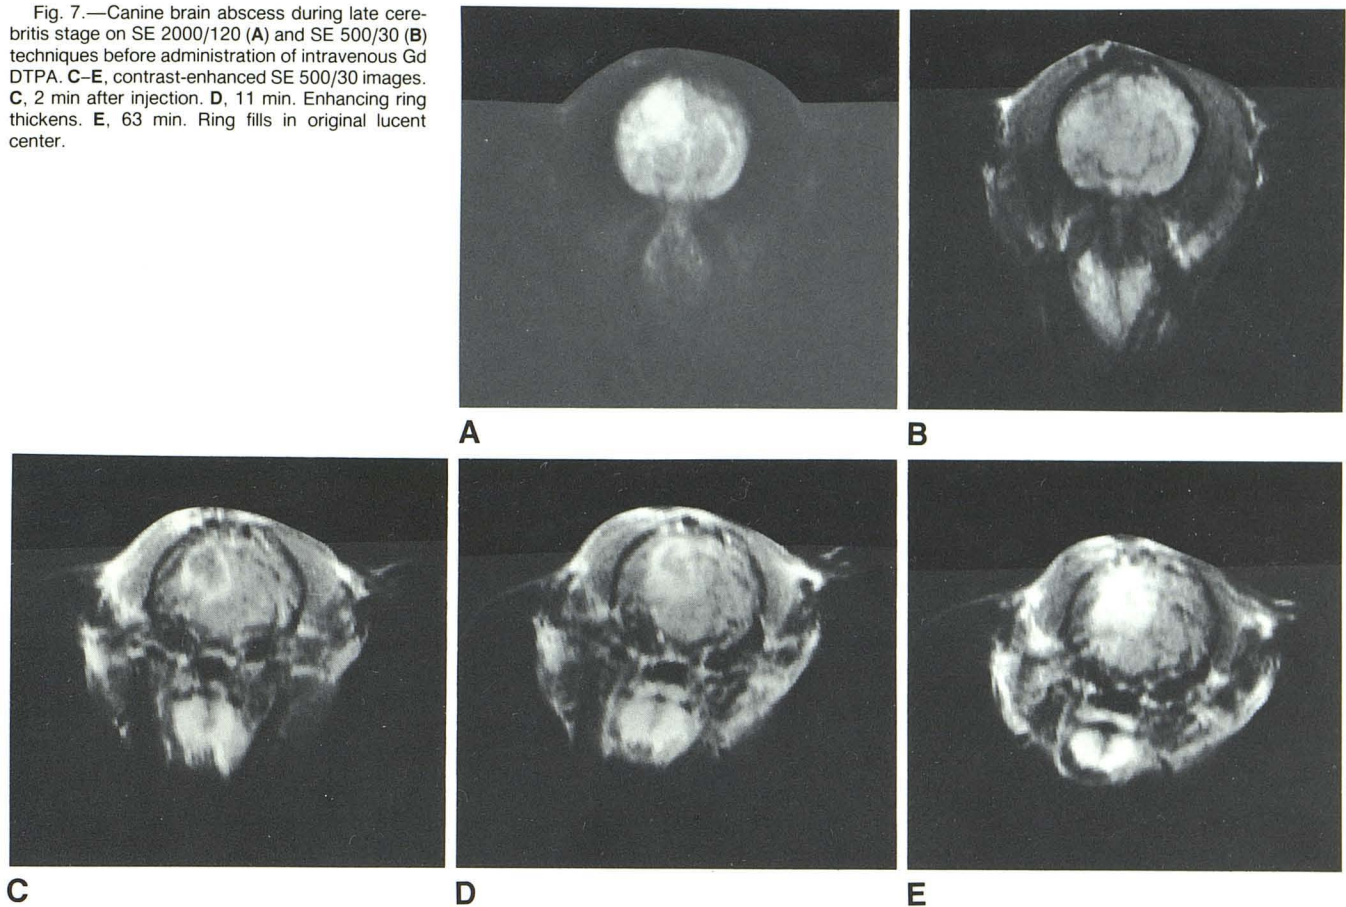 Fig. 7.—Canine brain abscess during late cere-
britis stage on SE 2000/120 (A) and SE 500/30 (B)
techniques before administration of intravenous Gd
DTPA. C–E, contrast-enhanced SE 500/30 images.
C, 2 min after injection. D, 11 min. Enhancing ring
thickens. E, 63 min. Ring fills in original lucent
center.
A
B
C
D
E